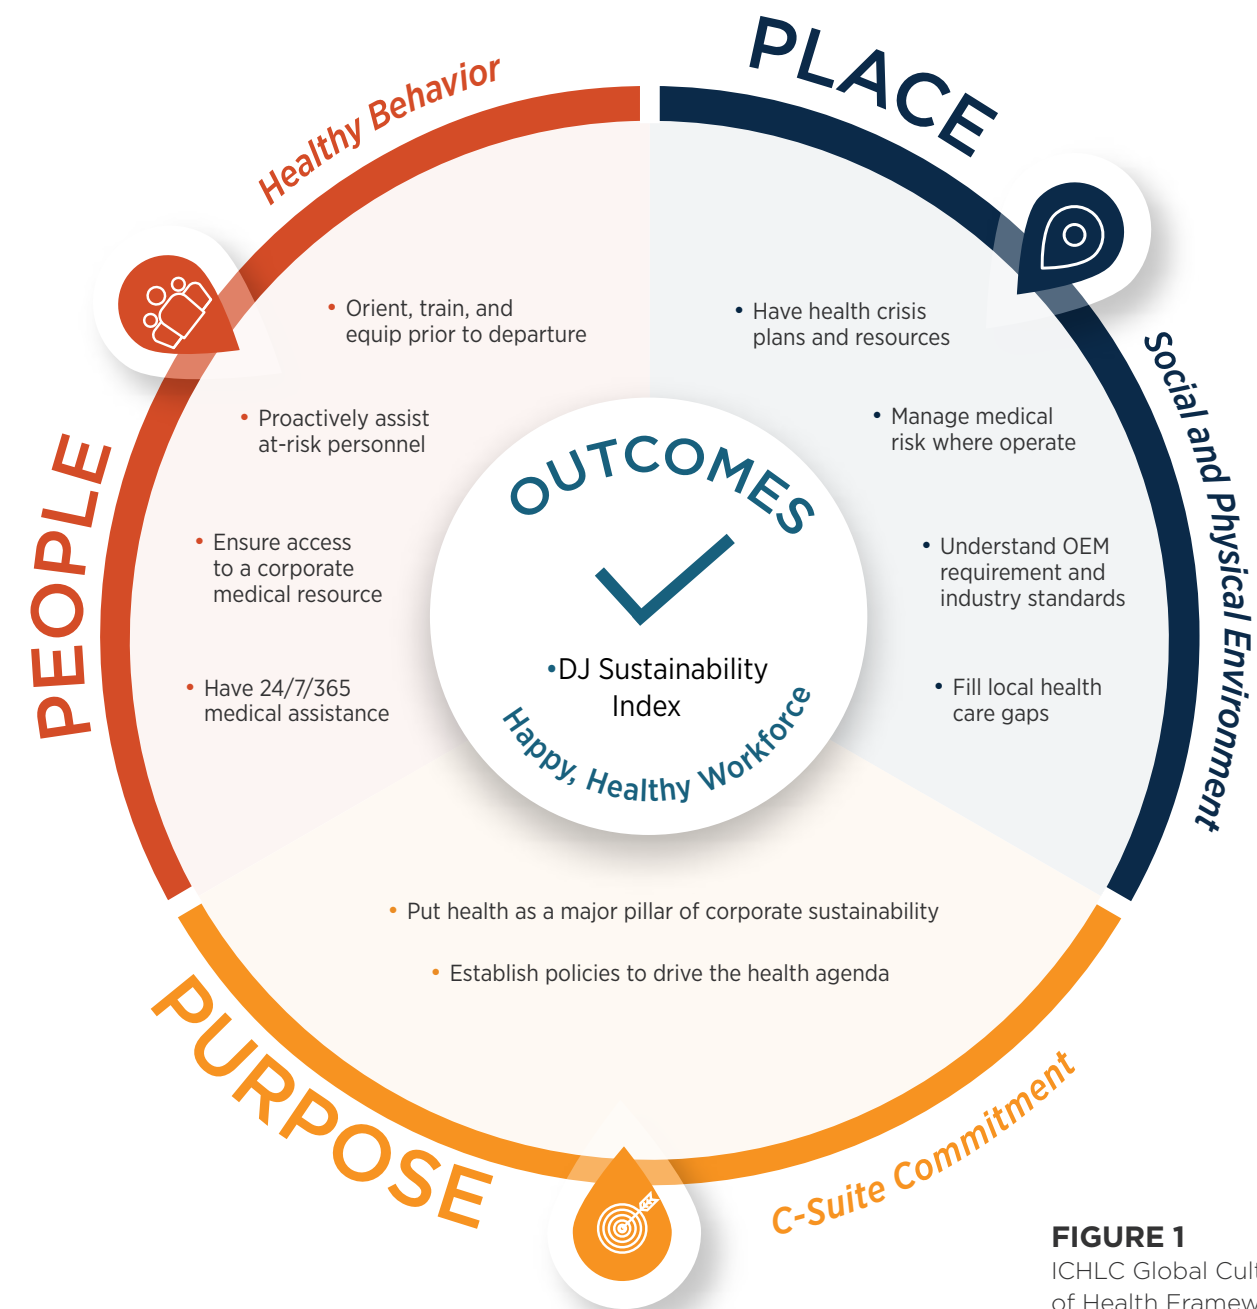 PLACE
Healthy Behavior
• Orient, train, and
equip prior to departure
• Have health crisis
plans and resources
Social and Physical Environment
• Proactively assist
at-risk personnel
• Manage medical
risk where operate
PEOPLE
OUTCOMES
• Ensure access
to a corporate
medical resource
• Understand OEM
requirement and
industry standards
•DJ Sustainability
Index
• Have 24/7/365
medical assistance
• Fill local health
care gaps
Happy, Healthy Workforce
• Put health as a major pillar of corporate sustainability
• Establish policies to drive the health agenda
PURPOSE
C-Suite Commitment
FIGURE 1
ICHLC Global
of Health